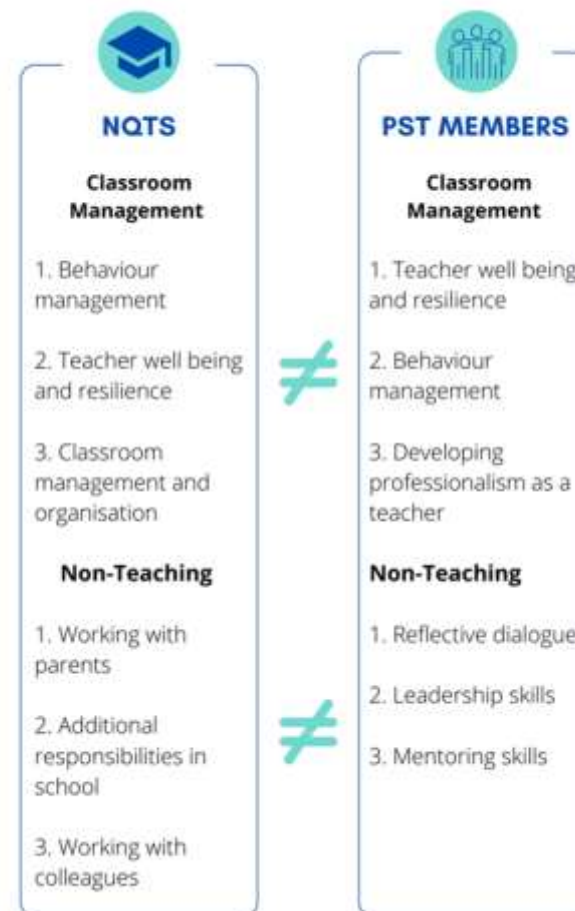 NQTS
Classroom
Management
1. Behaviour
management
2. Teacher well being
and resilience
3. Classroom
management and
organisation
Non-Teaching
1. Working with
parents
2. Additional
responsibilities in
school
3. Working with
colleagues
≠
≠
PST MEMBERS
Classroom
Management
1. Teacher well being
and resilience
2. Behaviour
management
3. Developing
professionalism as a
teacher
Non-Teaching
1. Reflective dialogue
2. Leadership skills
3. Mentoring skills